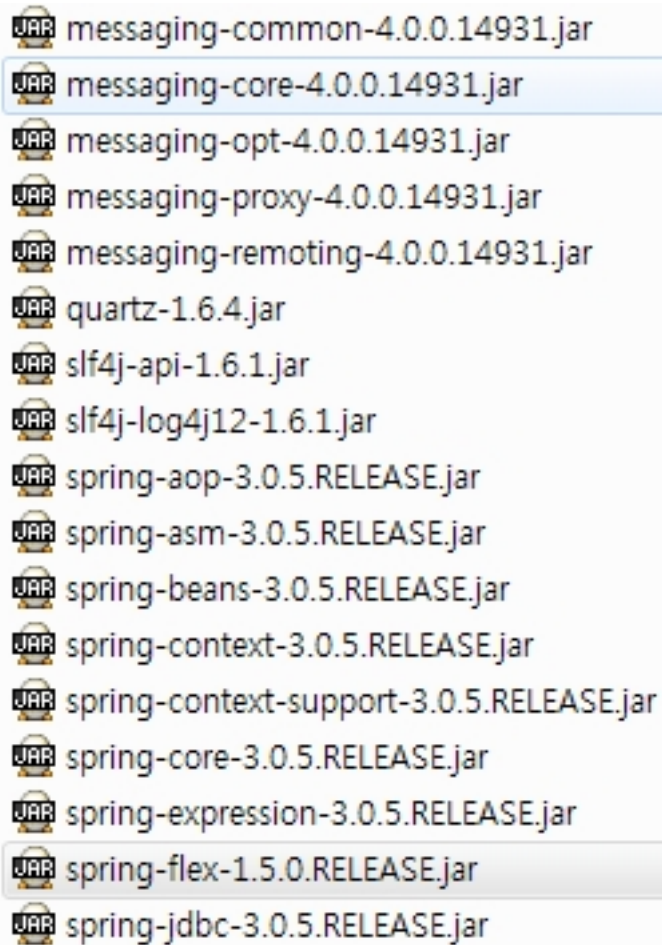 messaging-common-4.0.0.14931.jar
messaging-core-4.0.0.14931.jar
messaging-opt-4.0.0.14931.jar
messaging-proxy-4.0.0.14931.jar
messaging-remoting-4.0.0.14931.jar
quartz-1.6.4.jar
slf4j-api-1.6.1.jar
slf4j-log4j12-1.6.1.jar
spring-aop-3.0.5.RELEASE.jar
spring-asm-3.0.5.RELEASE.jar
spring-beans-3.0.5.RELEASE.jar
spring-context-3.0.5.RELEASE.jar
spring-context-support-3.0.5.RELEASE.jar
spring-core-3.0.5.RELEASE.jar
spring-expression-3.0.5.RELEASE.jar
spring-flex-1.5.0.RELEASE.jar
spring-jdbc-3.0.5.RELEASE.jar